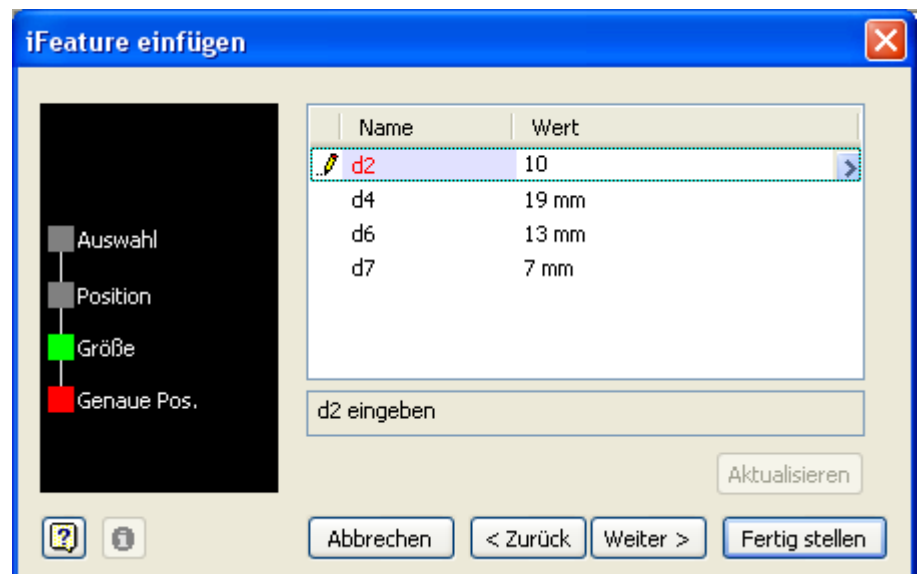 iFeature einfügen
Name Wert
d2 10
d4 19 mm
d6 13 mm
d7 7 mm
Auswahl
Position
Größe
Genaue Pos.
d2 eingeben
Aktualisieren
Abbrechen < Zurück Weiter > Fertig stellen